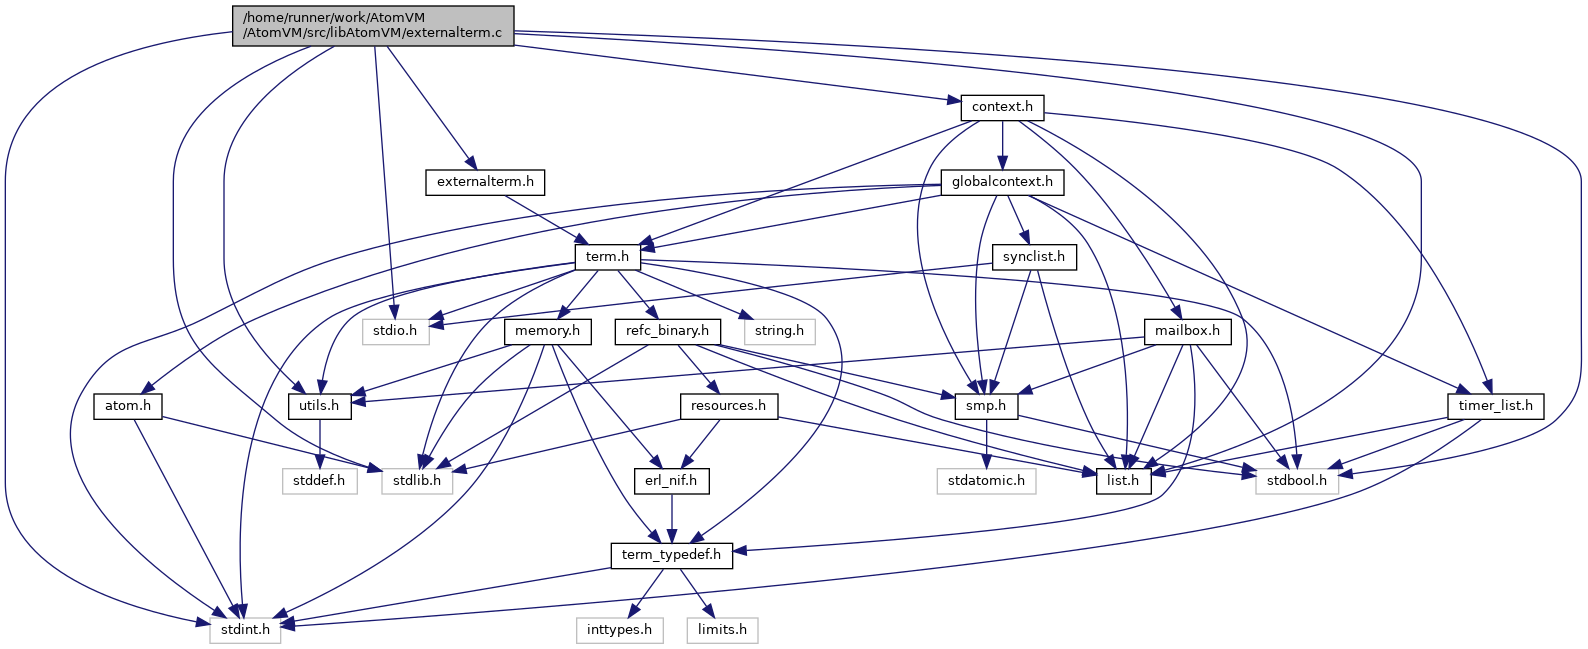 /home/runner/work/AtomVM
/AtomVM/src/libAtomVM/externalterm.c
context.h
externalterm.h
globalcontext.h
term.h
synclist.h
stdio.h
memory.h
refc_binary.h
string.h
mailbox.h
atom.h
utils.h
resources.h
smp.h
timer_list.h
stddef.h
stdlib.h
erl_nif.h
stdatomic.h
list.h
stdbool.h
term_typedef.h
stdint.h
inttypes.h
limits.h